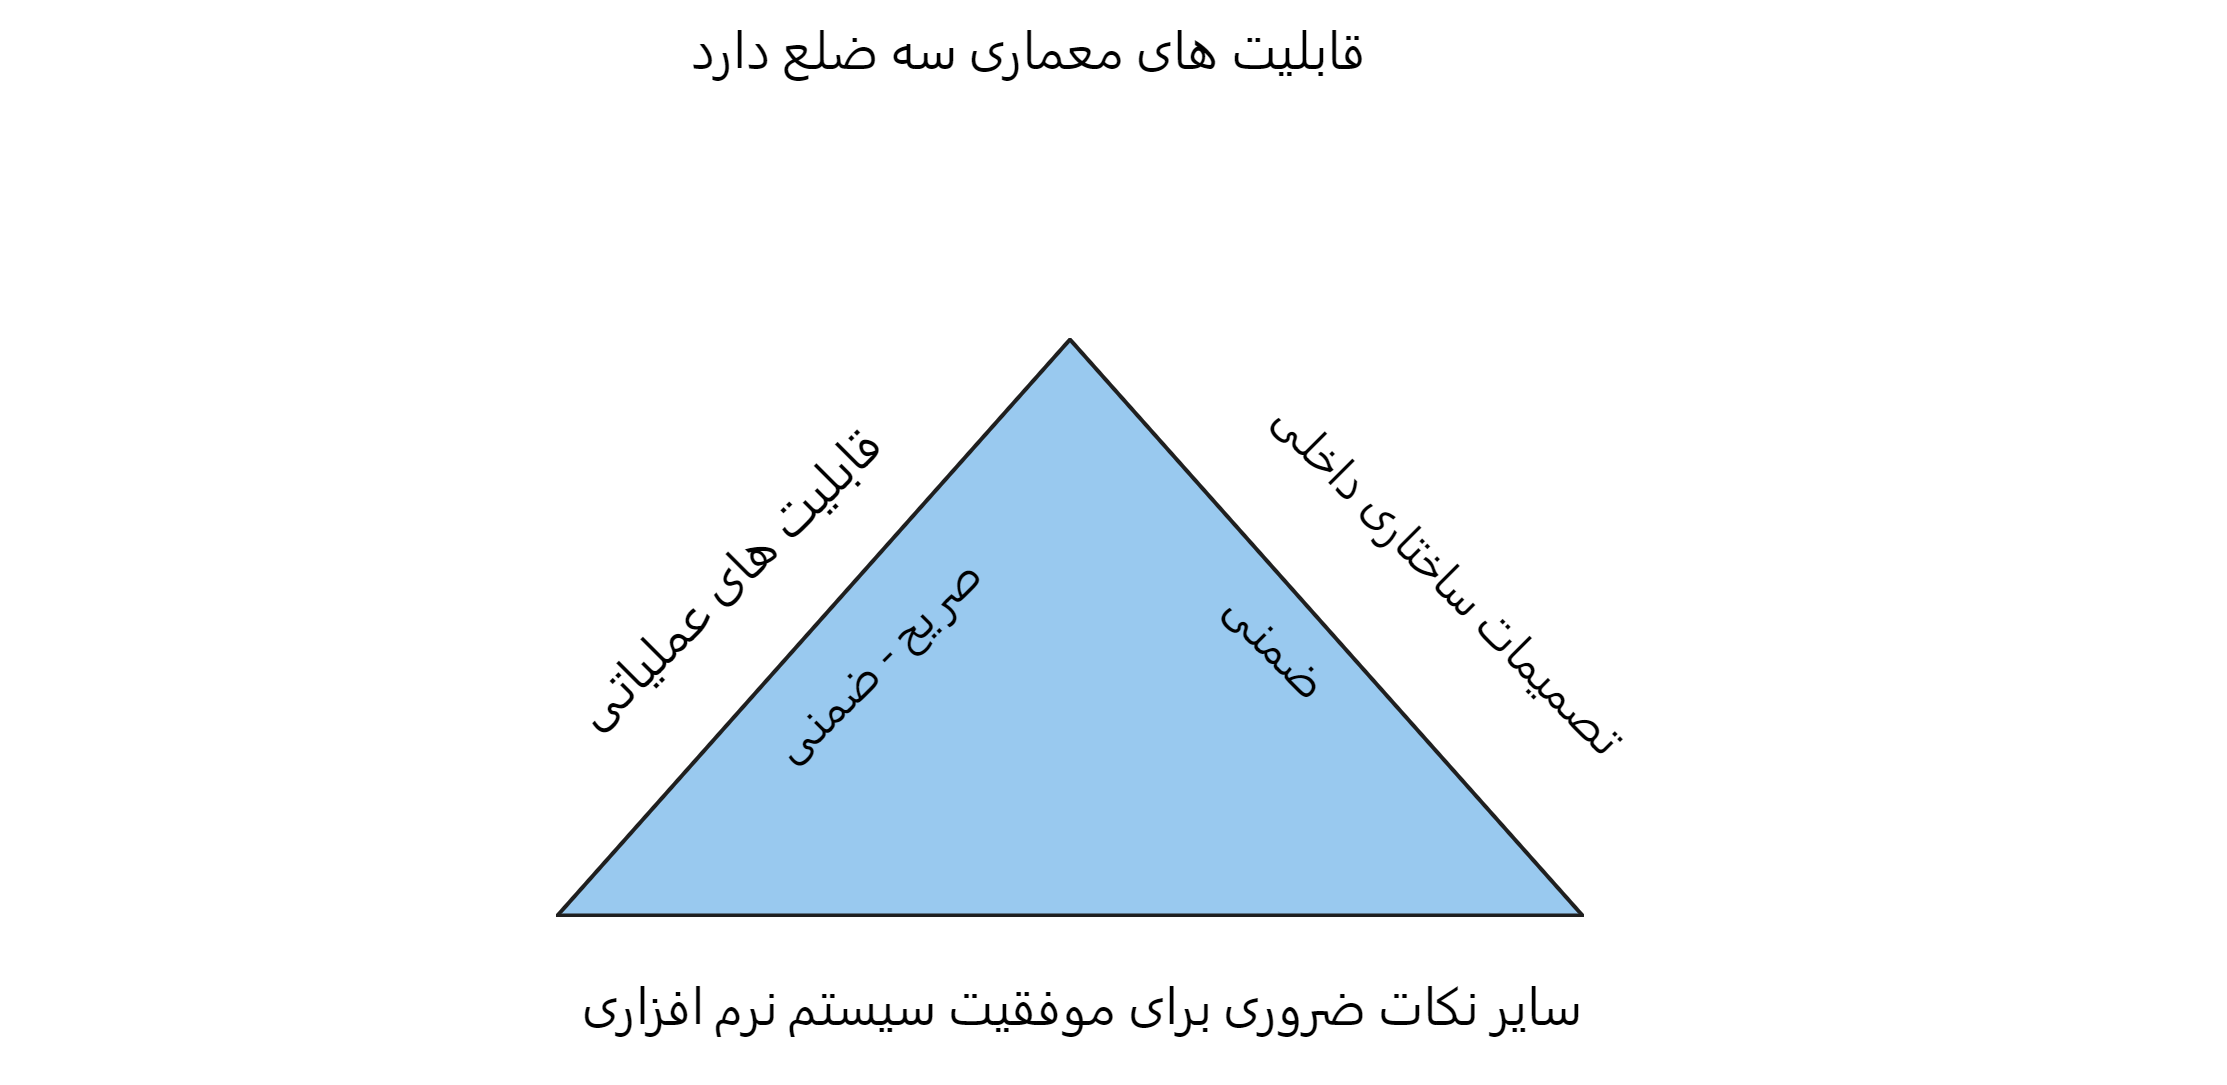 قابلیت های معماری سه ضلع دارد
قابلیت های عملیاتی
تصمیمات ساختاری داخلی
صریح - ضمنی
ضمنی
سایر نکات ضروری برای موفقیت سیستم نرم افزاری